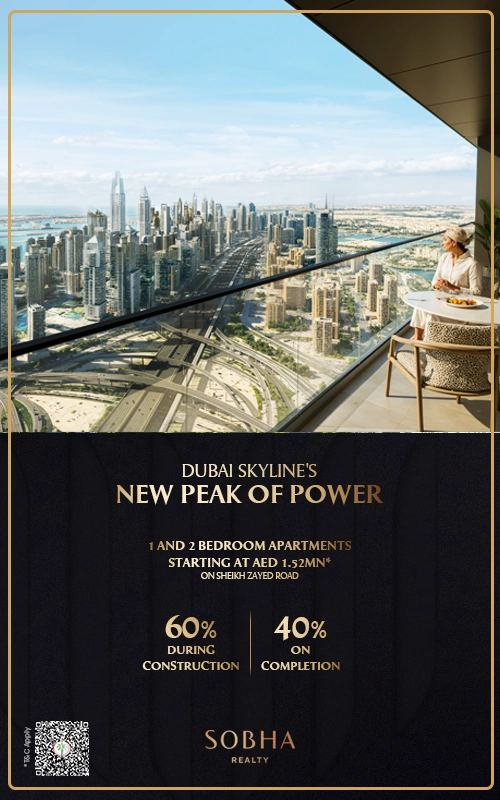 DUBAI SKYLINE'S
NEW PEAK OF POWER
1 AND 2 BEDROOM APARTMENTS
STARTING AT AED 1.52MN*
ON SHEIKH ZAYED ROAD
60%
DURING
CONSTRUCTION
40%
ON
COMPLETION
*T&C Apply
SOBHA
REALTY